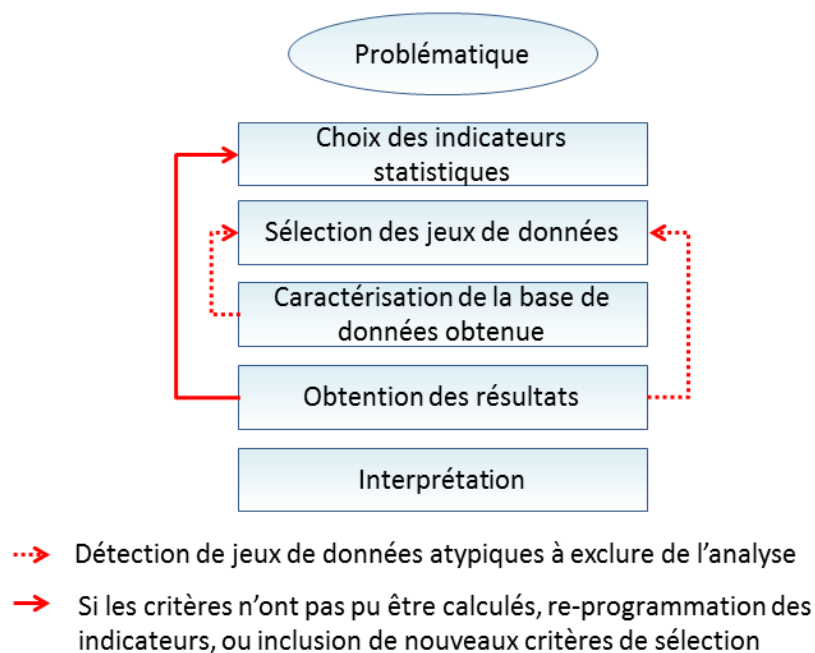 Problématique
Choix des indicateurs
statistiques
Sélection des jeux de données
Caractérisation de la base de
données obtenue
Obtention des résultats
Interprétation
Détection de jeux de données atypiques à exclure de l’analyse
Si les critères n’ont pas pu être calculés, re-programmation des
indicateurs, ou inclusion de nouveaux critères de sélection